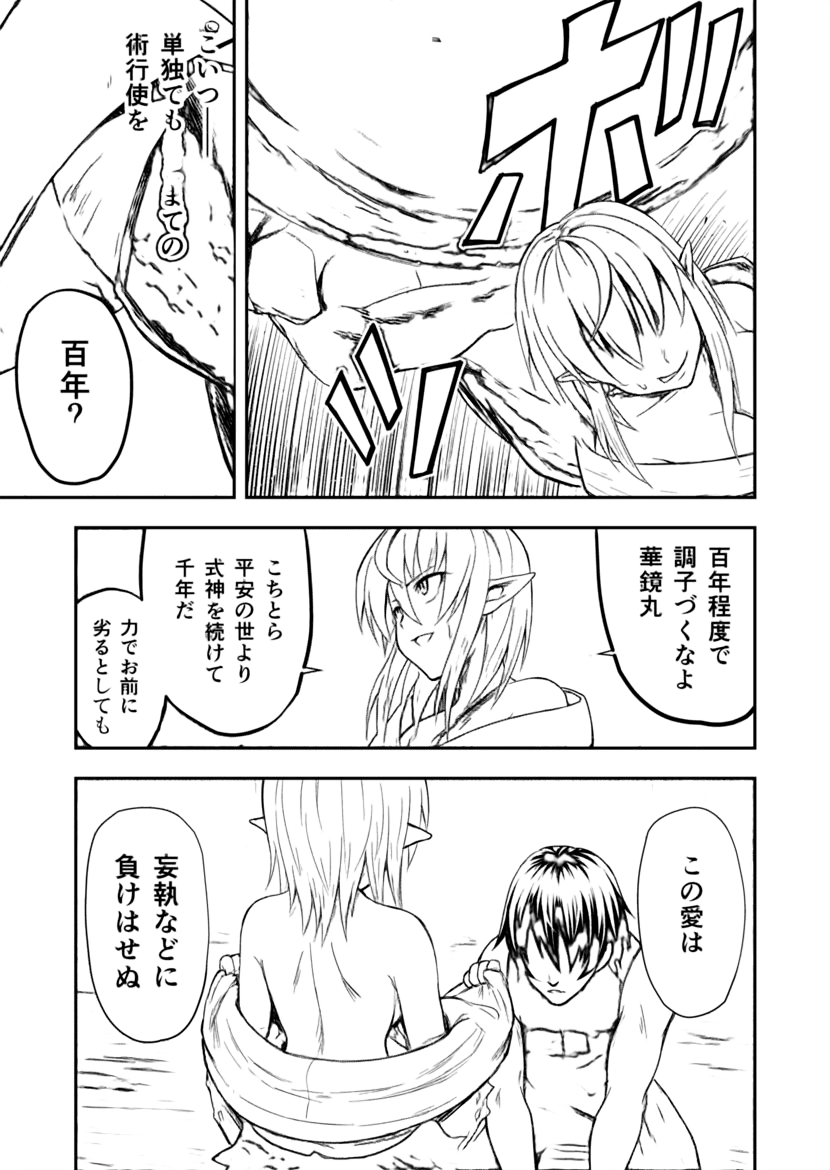 ボッ
こいつ
単独でも
術行使を
までの
百年?
百年程度で
調子づくなよ
華鏡丸
こちとら
平安の世より
式神を続けて
千年だ
力でお前に
劣るとしても
この愛は
妄執などに
負けはせぬ